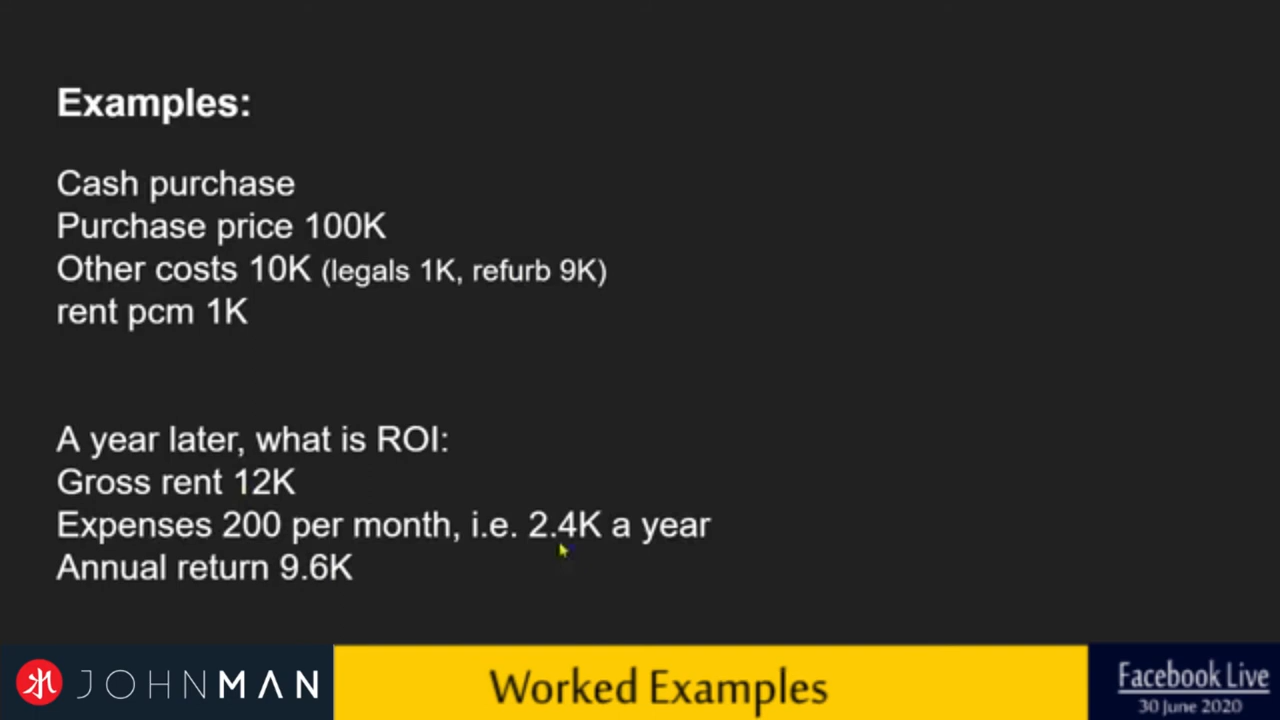 Examples:
Cash purchase
Purchase price 100K
Other costs 10K (legals 1K, refurb 9K)
rent pcm 1K
A year later, what is ROI:
Gross rent 12K
Expenses 200 per month, i.e. 2.4K a year
Annual return 9.6K
JOHNMAN
Worked Examples
Facebook Live
30 June 2020